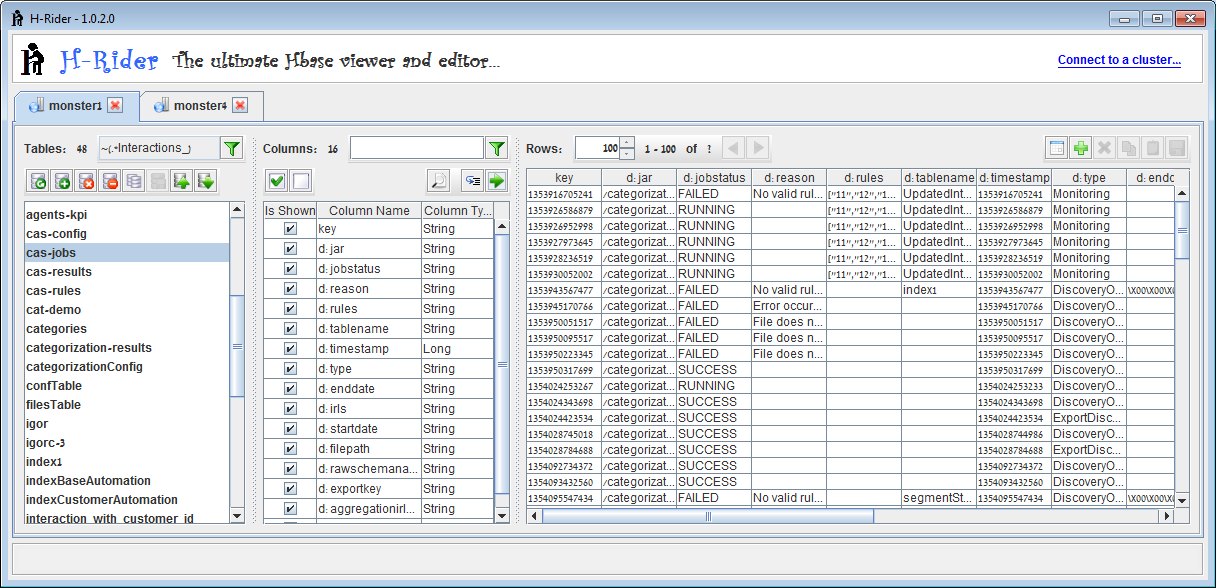 H-Rider - 1.0.2.0
H-Rider The ultimate Hbase viewer and editor...
Connect to a cluster...
monster1 monster4
Tables: 48 ~(.*Interactions_)
Columns: 16
Rows: 100 1 - 100 of ?
agents-kpi
cas-config
cas-jobs
cas-results
cas-rules
cat-demo
categories
categorization-results
categorizationConfig
confTable
filesTable
igor
igorc-3
index1
indexBaseAutomation
indexCustomerAutomation
interaction_with_customer_id
Is Shown Column Name Column Ty...
key String
d:jar String
d:jobstatus String
d:reason String
d:rules String
d:tablename String
d:timestamp Long
d:type String
d:enddate String
d:irls String
d:startdate String
d:filepath String
d:rawschemana... String
d:exportkey String
d:aggregationirl... String
key d:jar d:jobstatus d:reason d:rules d:tablename d:timestamp d:type d:endd
1353916705241 /categorizat... FAILED No valid rul... ["11","12","1... UpdatedInt... 1353916705241 Monitoring
1353926586879 /categorizat... RUNNING ["11","12","1... UpdatedInt... 1353926586879 Monitoring
1353926952998 /categorizat... RUNNING ["11","12","1... UpdatedInt... 1353926952998 Monitoring
1353927973645 /categorizat... RUNNING ["11","12","1... UpdatedInt... 1353927973645 Monitoring
1353928236519 /categorizat... RUNNING ["11","12","1... UpdatedInt... 1353928236519 Monitoring
1353930052002 /categorizat... RUNNING ["11","12","1... UpdatedInt... 1353930052002 Monitoring
1353943567477 /categorizat... FAILED No valid rul... index1 1353943567477 DiscoveryO... \X00\X00\X0
1353945170766 /categorizat... FAILED Error occur... 1353945170766 DiscoveryO...
1353950051517 /categorizat... FAILED File does n... 1353950051517 DiscoveryO...
1353950095517 /categorizat... FAILED File does n... 1353950095517 DiscoveryO...
1353950223345 /categorizat... FAILED File does n... 1353950223345 DiscoveryO...
1353950317699 /categorizat... SUCCESS 1353950317699 DiscoveryO...
1354024253267 /categorizat... RUNNING 1354024253233 DiscoveryO...
1354024343698 /categorizat... SUCCESS 1354024343698 DiscoveryO...
1354024423534 /categorizat... SUCCESS 1354024423534 ExportDisc...
1354028745018 /categorizat... SUCCESS 1354028744986 DiscoveryO...
1354028784688 /categorizat... SUCCESS 1354028784688 ExportDisc...
1354092734372 /categorizat... SUCCESS 1354092734372 DiscoveryO...
1354093432560 /categorizat... SUCCESS 1354093432560 DiscoveryO...
1354095547434 /categorizat... FAILED No valid rul... segmentSt... 1354095547434 DiscoveryO... \X00\X00\X0